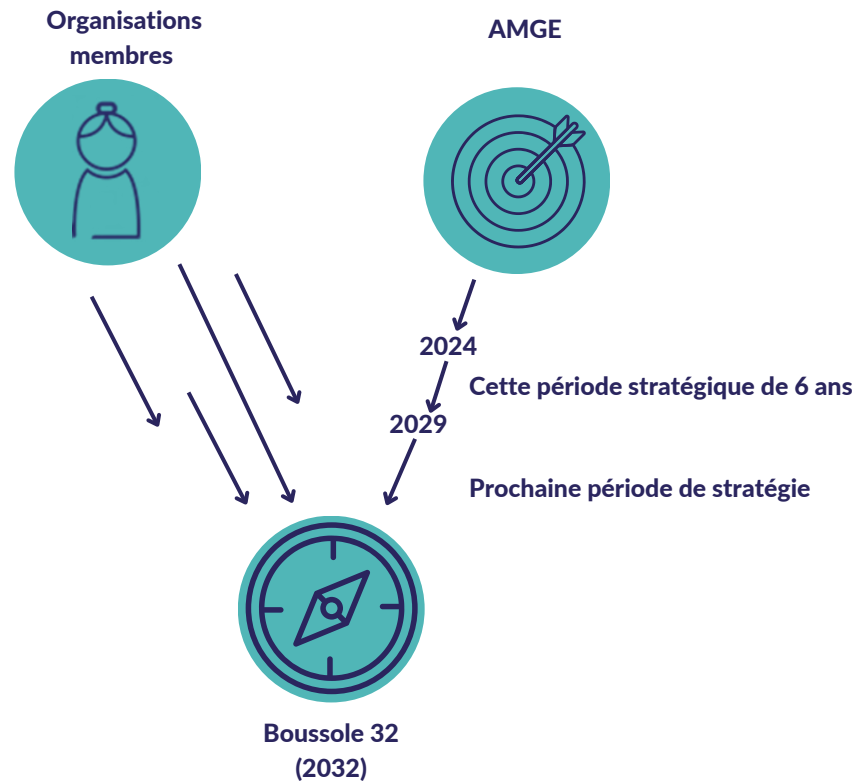 Organisations
membres
AMGE
2024
Cette période stratégique de 6 ans
2029
Prochaine période de stratégie
Boussole 32
(2032)